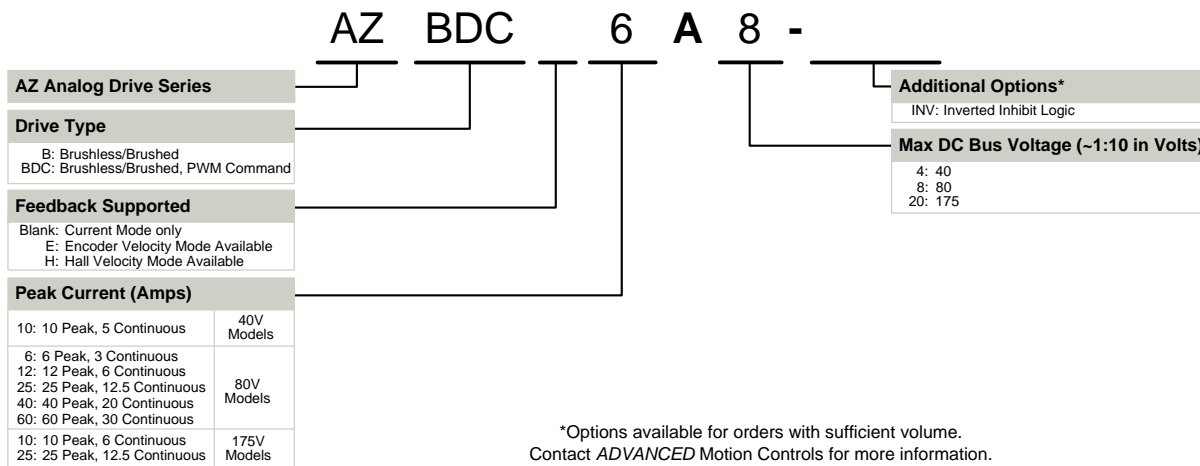 AZ BDC 6 A 8 -
AZ Analog Drive Series
Drive Type
B: Brushless/Brushed
BDC: Brushless/Brushed, PWM Command
Feedback Supported
Blank: Current Mode only
E: Encoder Velocity Mode Available
H: Hall Velocity Mode Available
Peak Current (Amps)
10: 10 Peak, 5 Continuous
40V
Models
6: 6 Peak, 3 Continuous
12: 12 Peak, 6 Continuous
25: 25 Peak, 12.5 Continuous
40: 40 Peak, 20 Continuous
60: 60 Peak, 30 Continuous
80V
Models
10: 10 Peak, 6 Continuous
25: 25 Peak, 12.5 Continuous
175V
Models
Additional Options*
INV: Inverted Inhibit Logic
Max DC Bus Voltage (~1:10 in Volts)
4: 40
8: 80
20: 175
*Options available for orders with sufficient volume.
Contact ADVANCED Motion Controls for more information.